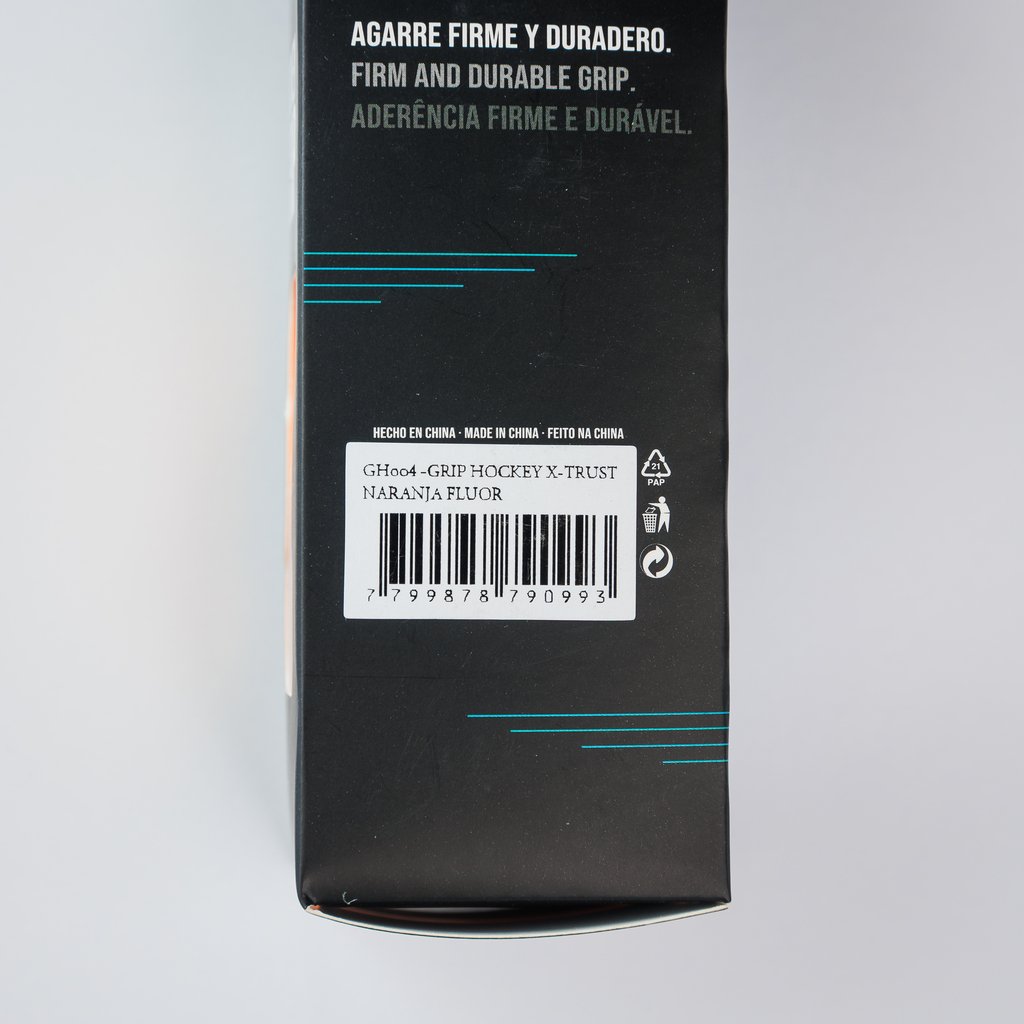 AGARRE FIRME Y DURADERO.
FIRM AND DURABLE GRIP.
ADERÊNCIA FIRME E DURÁVEL.
HECHO EN CHINA · MADE IN CHINA · FEITO NA CHINA
GH004 -GRIP HOCKEY X-TRUST
NARANJA FLUOR
7 799878 790993
21
PAP